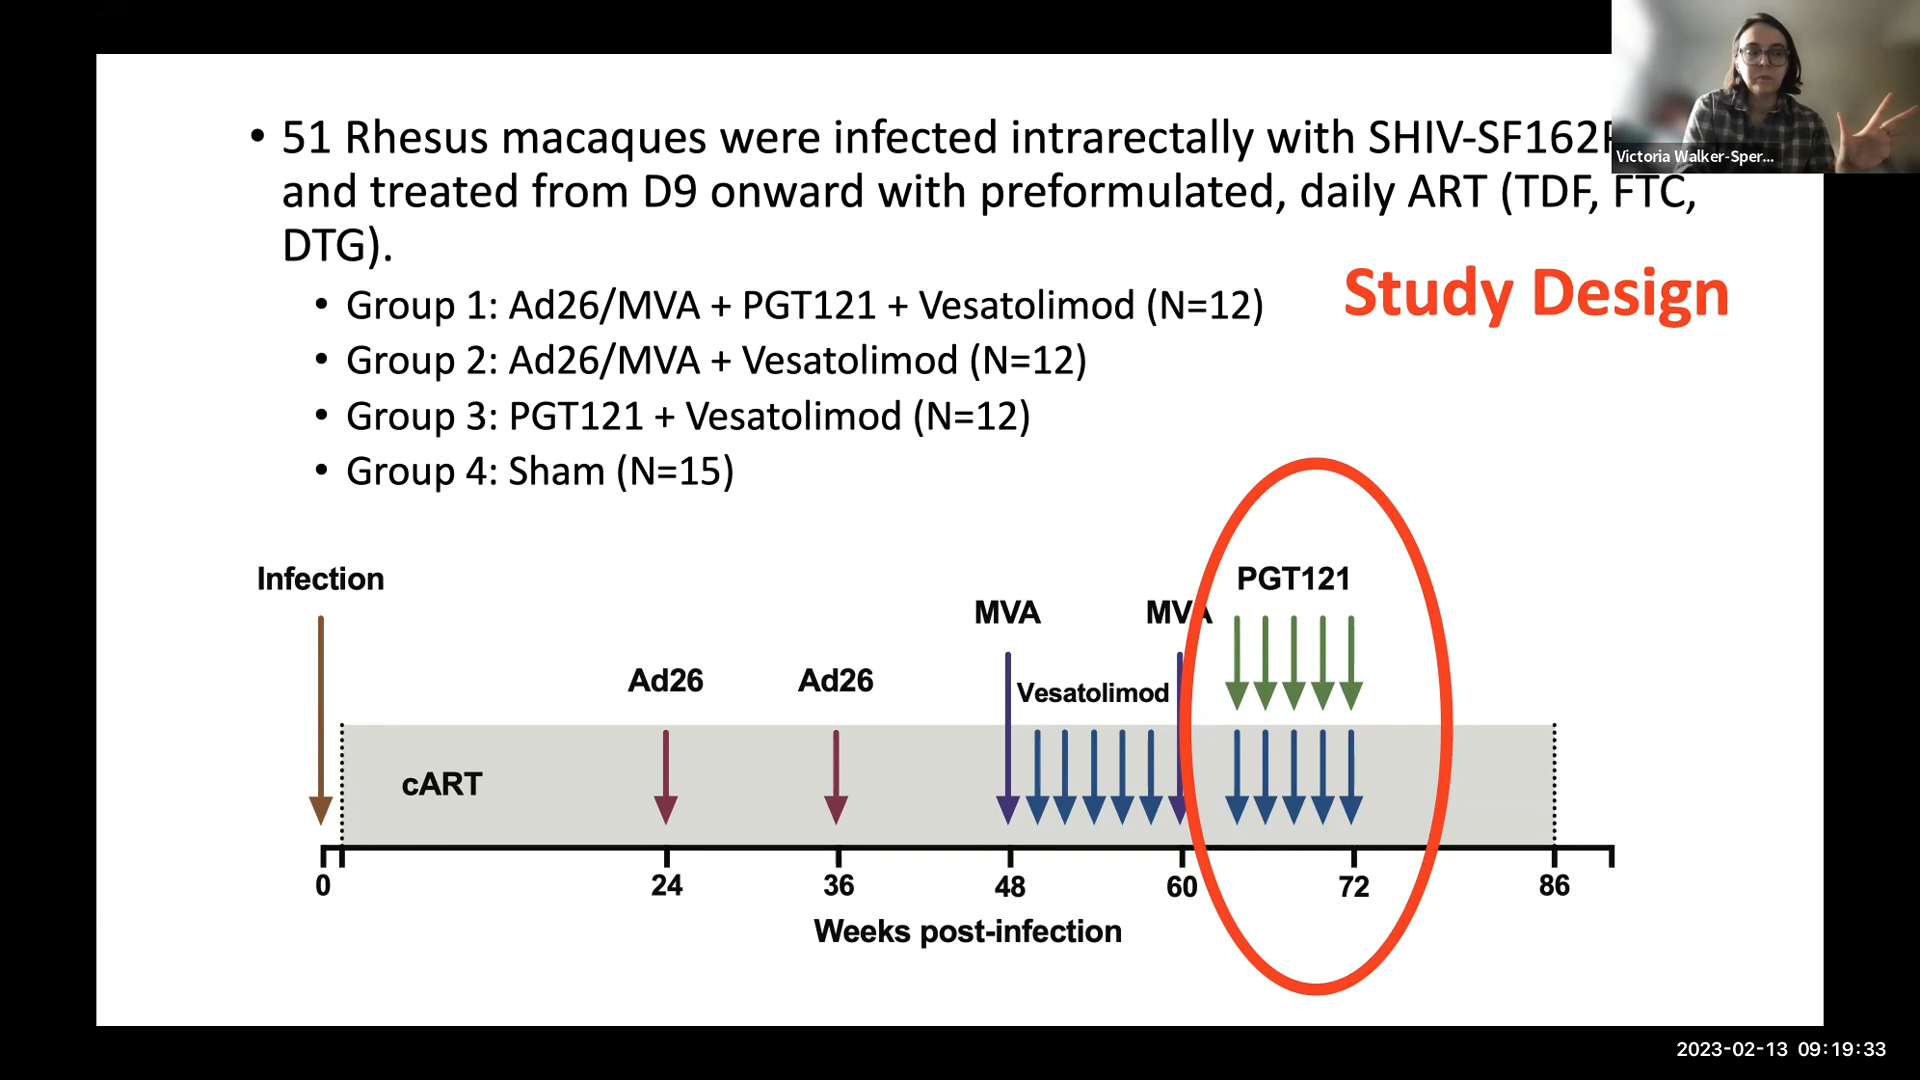 • 51 Rhesus macaques were infected intrarectally with SHIV-SF162
and treated from D9 onward with preformulated, daily ART (TDF, FTC,
DTG).
• Group 1: Ad26/MVA + PGT121 + Vesatolimod (N=12)
• Group 2: Ad26/MVA + Vesatolimod (N=12)
• Group 3: PGT121 + Vesatolimod (N=12)
• Group 4: Sham (N=15)
Study Design
Victoria Walker-Sper...
Infection
PGT121
MVA
MVA
Ad26
Ad26
Vesatolimod
cART
0
24
36
48
60
72
86
Weeks post-infection
2023-02-13 09:19:33